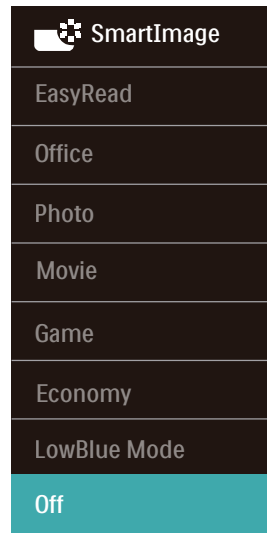 SmartImage
EasyRead
Office
Photo
Movie
Game
Economy
LowBlue Mode
Off